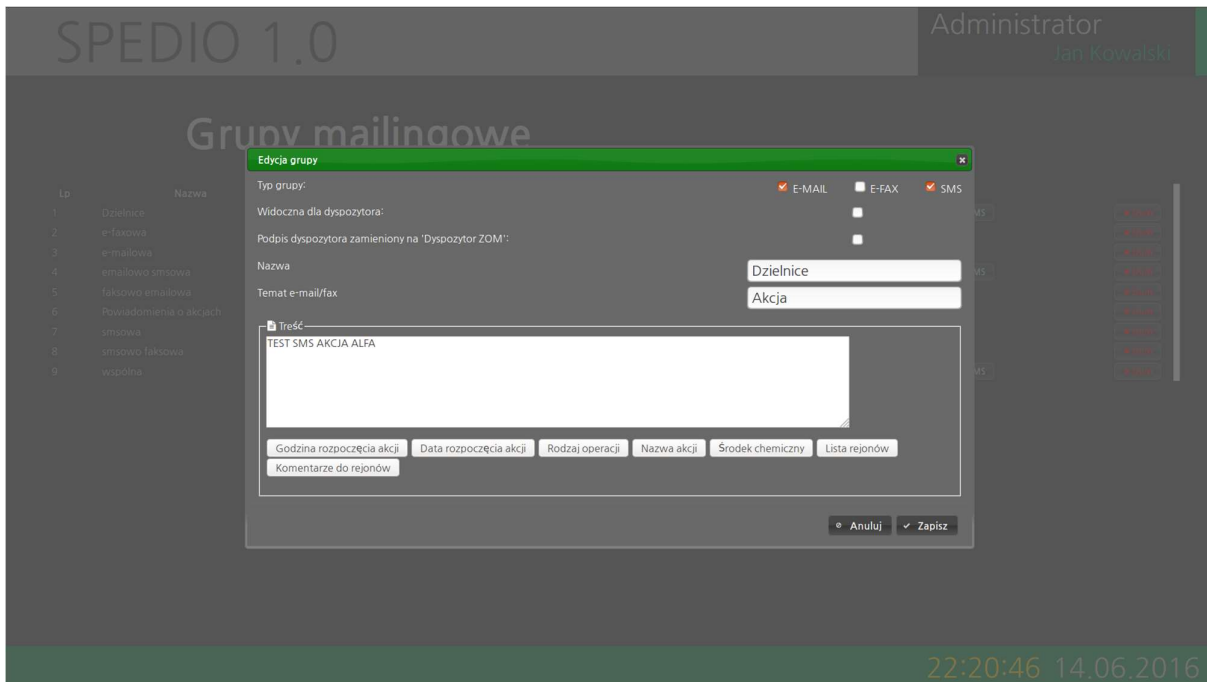 SPEDIO 1.0
Administrator
Jan Kowalski
Grupy mailingowe
Edycja grupy
Typ grupy:
E-MAIL E-FAX SMS
Widoczna dla dyspozytora:
Podpis dyspozytora zamieniony na 'Dyspozytor ZOM':
Nazwa Dzielnice
Temat e-mail/fax Akcja
Treść
TEST SMS AKCJA ALFA
Godzina rozpoczęcia akcji Data rozpoczęcia akcji Rodzaj operacji Nazwa akcji Środek chemiczny Lista rejonów
Komentarze do rejonów
Anuluj Zapisz
Lp Nazwa
1 Dzielnice
2 e-faxowa
3 e-mailowa
4 emailowo smsowa
5 faksowo emailowa
6 Powiadomienia o akcjach
7 smsowa
8 smsowo faksowa
9 wspólna
22:20:46 14.06.2016